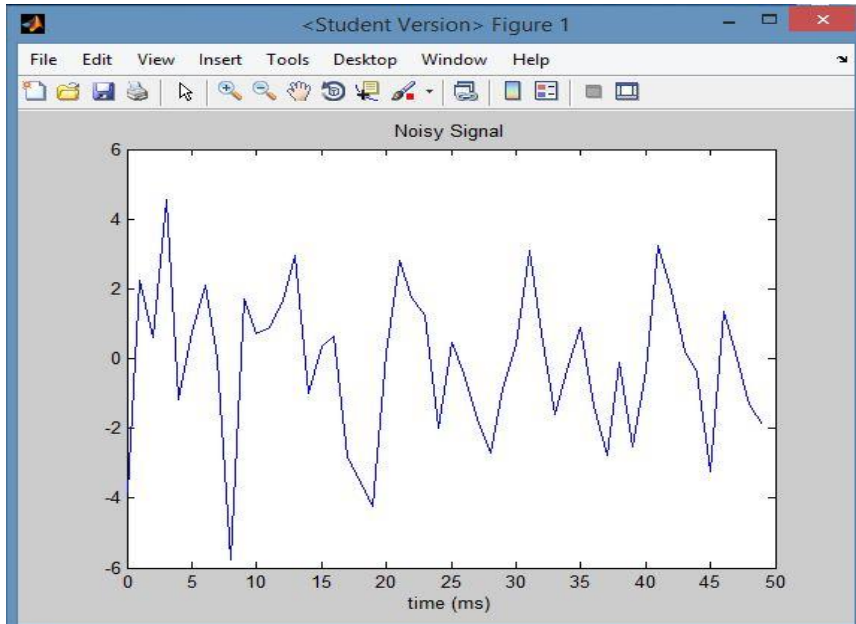 <Student Version> Figure 1
File Edit View Insert Tools Desktop Window Help
Noisy Signal
6
4
2
0
-2
-4
-6
0 5 10 15 20 25 30 35 40 45 50
time (ms)